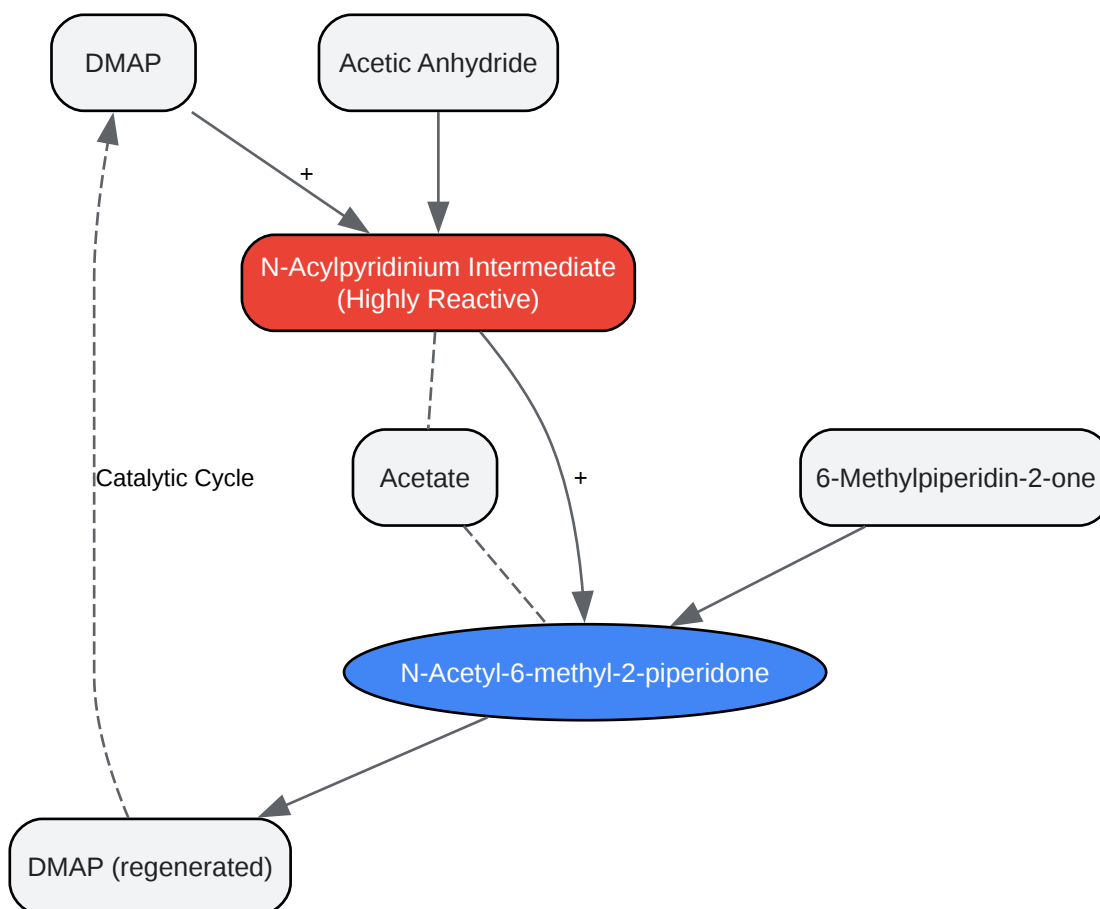 DMAP
Acetic Anhydride
+
N-Acylpyridinium Intermediate
(Highly Reactive)
Acetate
6-Methylpiperidin-2-one
Catalytic Cycle
+
N-Acetyl-6-methyl-2-piperidone
DMAP (regenerated)